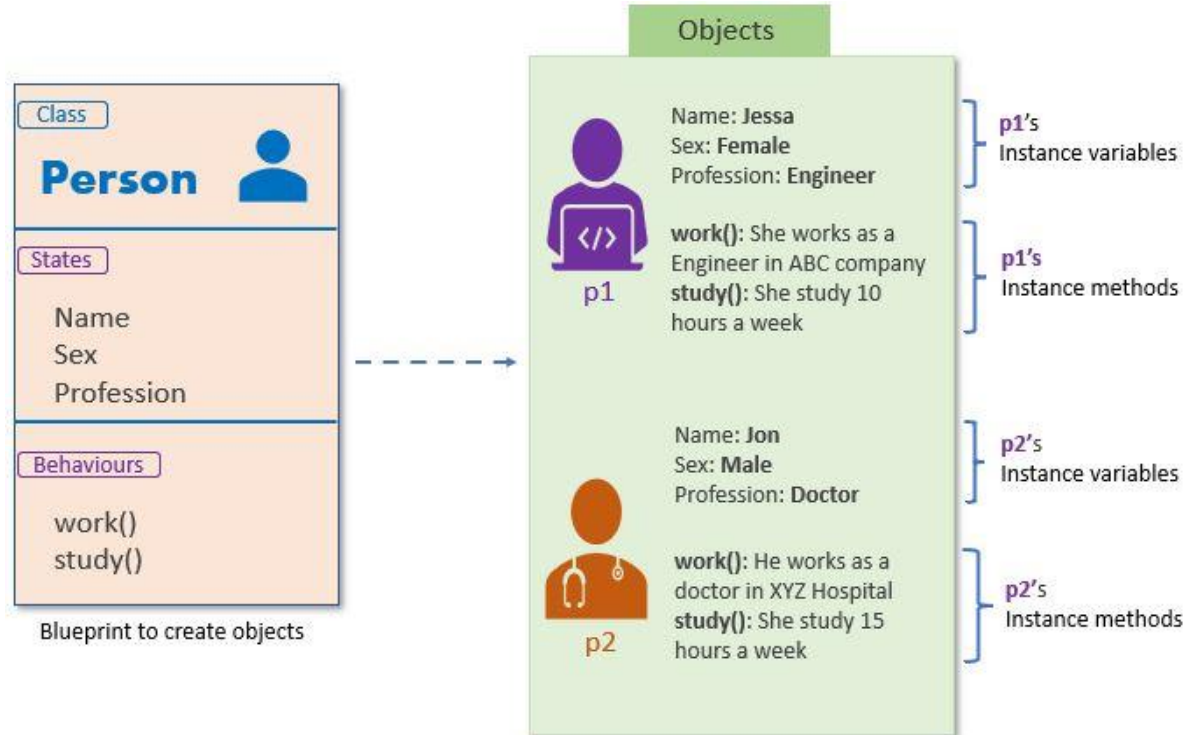 Class
Person
States
Name
Sex
Profession
Behaviours
work()
study()
Blueprint to create objects
Objects
Name: Jessa
Sex: Female
Profession: Engineer
</>
work(): She works as a
Engineer in ABC company
study(): She study 10
hours a week
p1
p1's
Instance variables
p1's
Instance methods
Name: Jon
Sex: Male
Profession: Doctor
work(): He works as a
doctor in XYZ Hospital
study(): She study 15
hours a week
p2
p2's
Instance variables
p2's
Instance methods